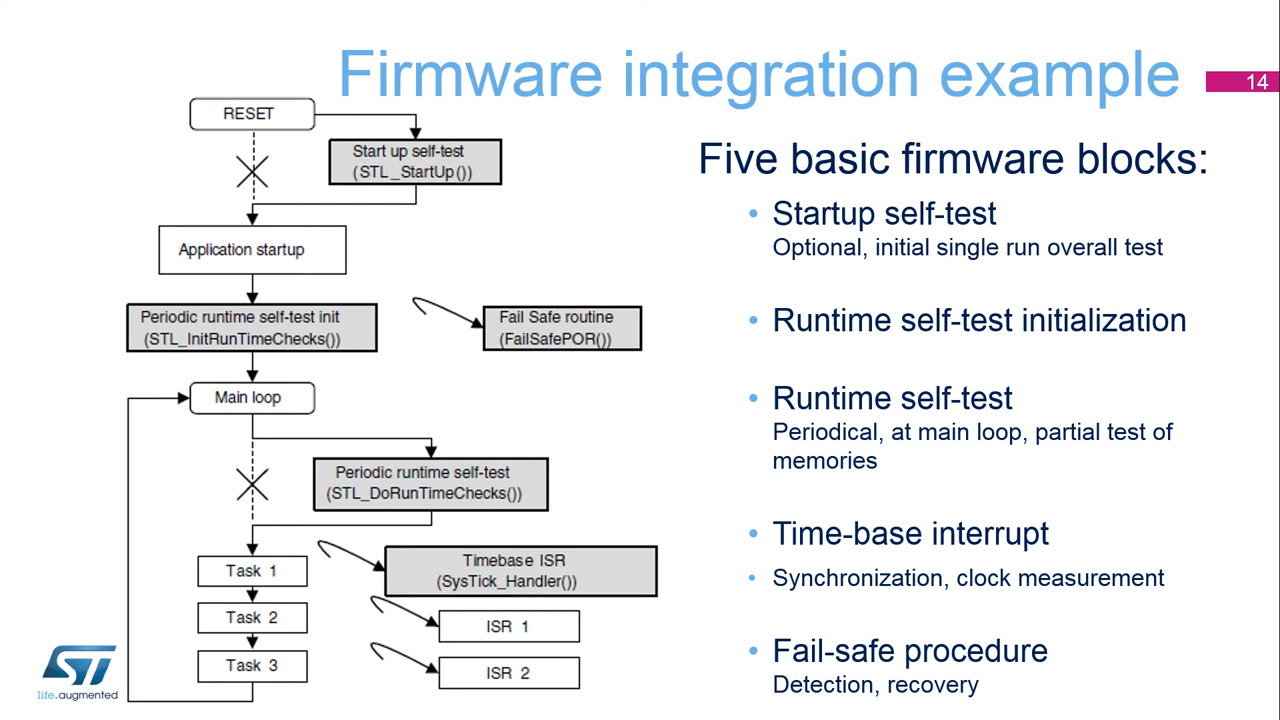 Firmware integration example
14
RESET
Start up self-test
(STL_StartUp())
Application startup
Periodic runtime self-test init
(STL_InitRunTimeChecks())
Fail Safe routine
(FailSafePOR())
Main loop
Periodic runtime self-test
(STL_DoRunTimeChecks())
Task 1
Task 2
Task 3
Timebase ISR
(SysTick_Handler())
ISR 1
ISR 2
Five basic firmware blocks:
• Startup self-test
Optional, initial single run overall test
• Runtime self-test initialization
• Runtime self-test
Periodical, at main loop, partial test of
memories
• Time-base interrupt
• Synchronization, clock measurement
• Fail-safe procedure
Detection, recovery
ST
life.augmented